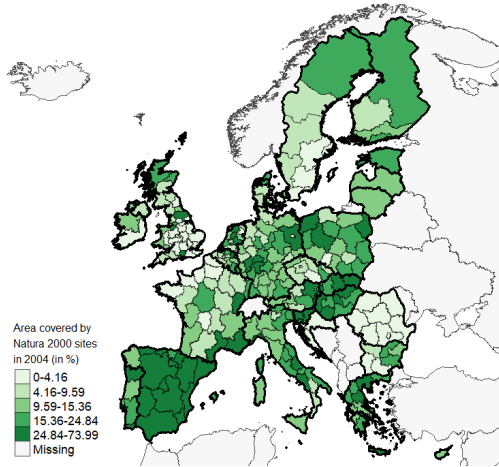 Area covered by
Natura 2000 sites
in 2004 (in %)
0-4.16
4.16-9.59
9.59-15.36
15.36-24.84
24.84-73.99
Missing